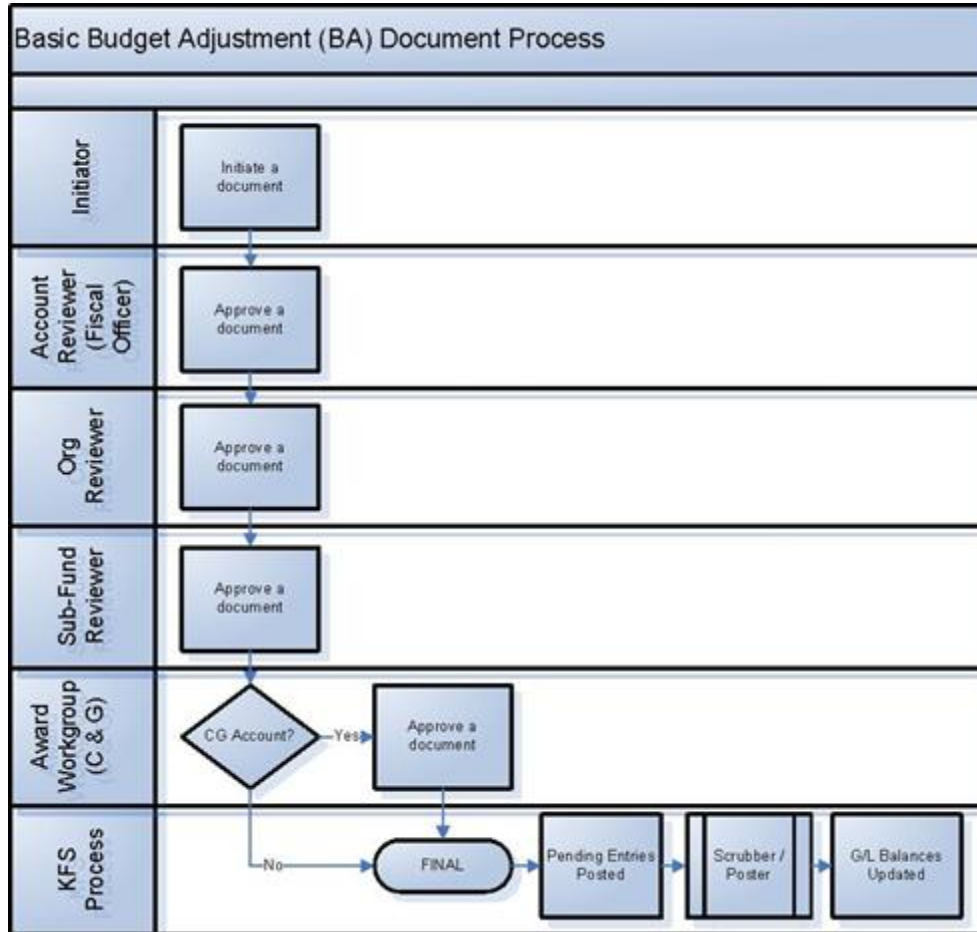 Basic Budget Adjustment (BA) Document Process
Initiator
Initiate a
document
Account
Reviewer
(Fiscal
Officer)
Approve a
document
Org
Reviewer
Approve a
document
Sub-Fund
Reviewer
Approve a
document
Award
Workgroup
(C & G)
CG Account?
Yes
Approve a
document
KFS
Process
No
FINAL
Pending Entries
Posted
Scrubber /
Poster
G/L Balances
Updated